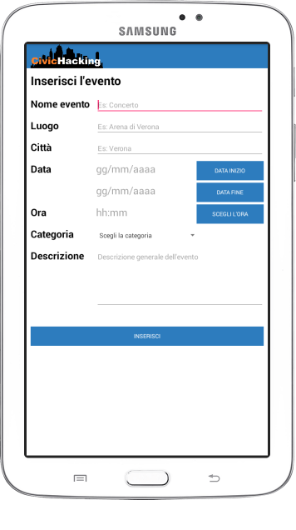 SAMSUNG
CivicHacking
Inserisci l'evento
Nome evento Es: Concerto
Luogo Es: Arena di Verona
Città Es: Verona
Data gg/mm/aaaa DATA INIZIO
gg/mm/aaaa DATA FINE
Ora hh:mm SCEGLI L'ORA
Categoria Scegli la categoria
Descrizione Descrizione generale dell'evento
INSERISCI